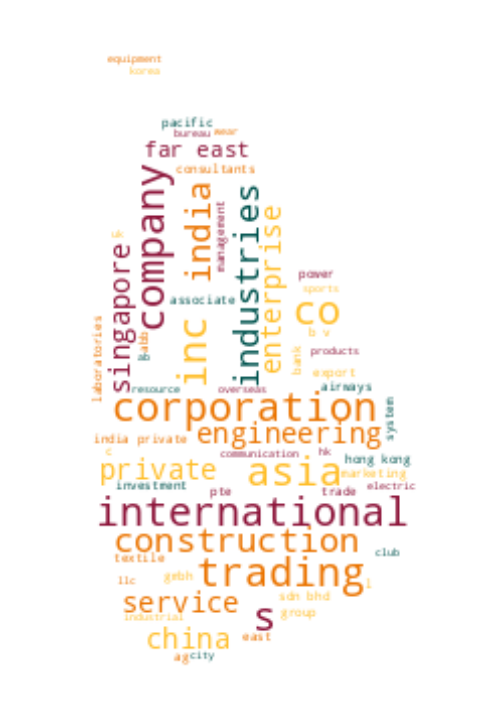 equipment
korea
pacific
bureau wear
far east
consultants
company
india
management
industries
enterprise
uk
singapore
associate
power
sports
co
inc
b v
laboratories
abb
ab
bank
products
export
resource
overseas
airways
corporation
system
india private
engineering
c
communication
hk
hong kong
private
asia
marketing
investment
pte
trade
electric
international
construction
club
textile
llc
gmbh
trading
l
service
sdn bhd
industrial
s
group
china
east
ag
city